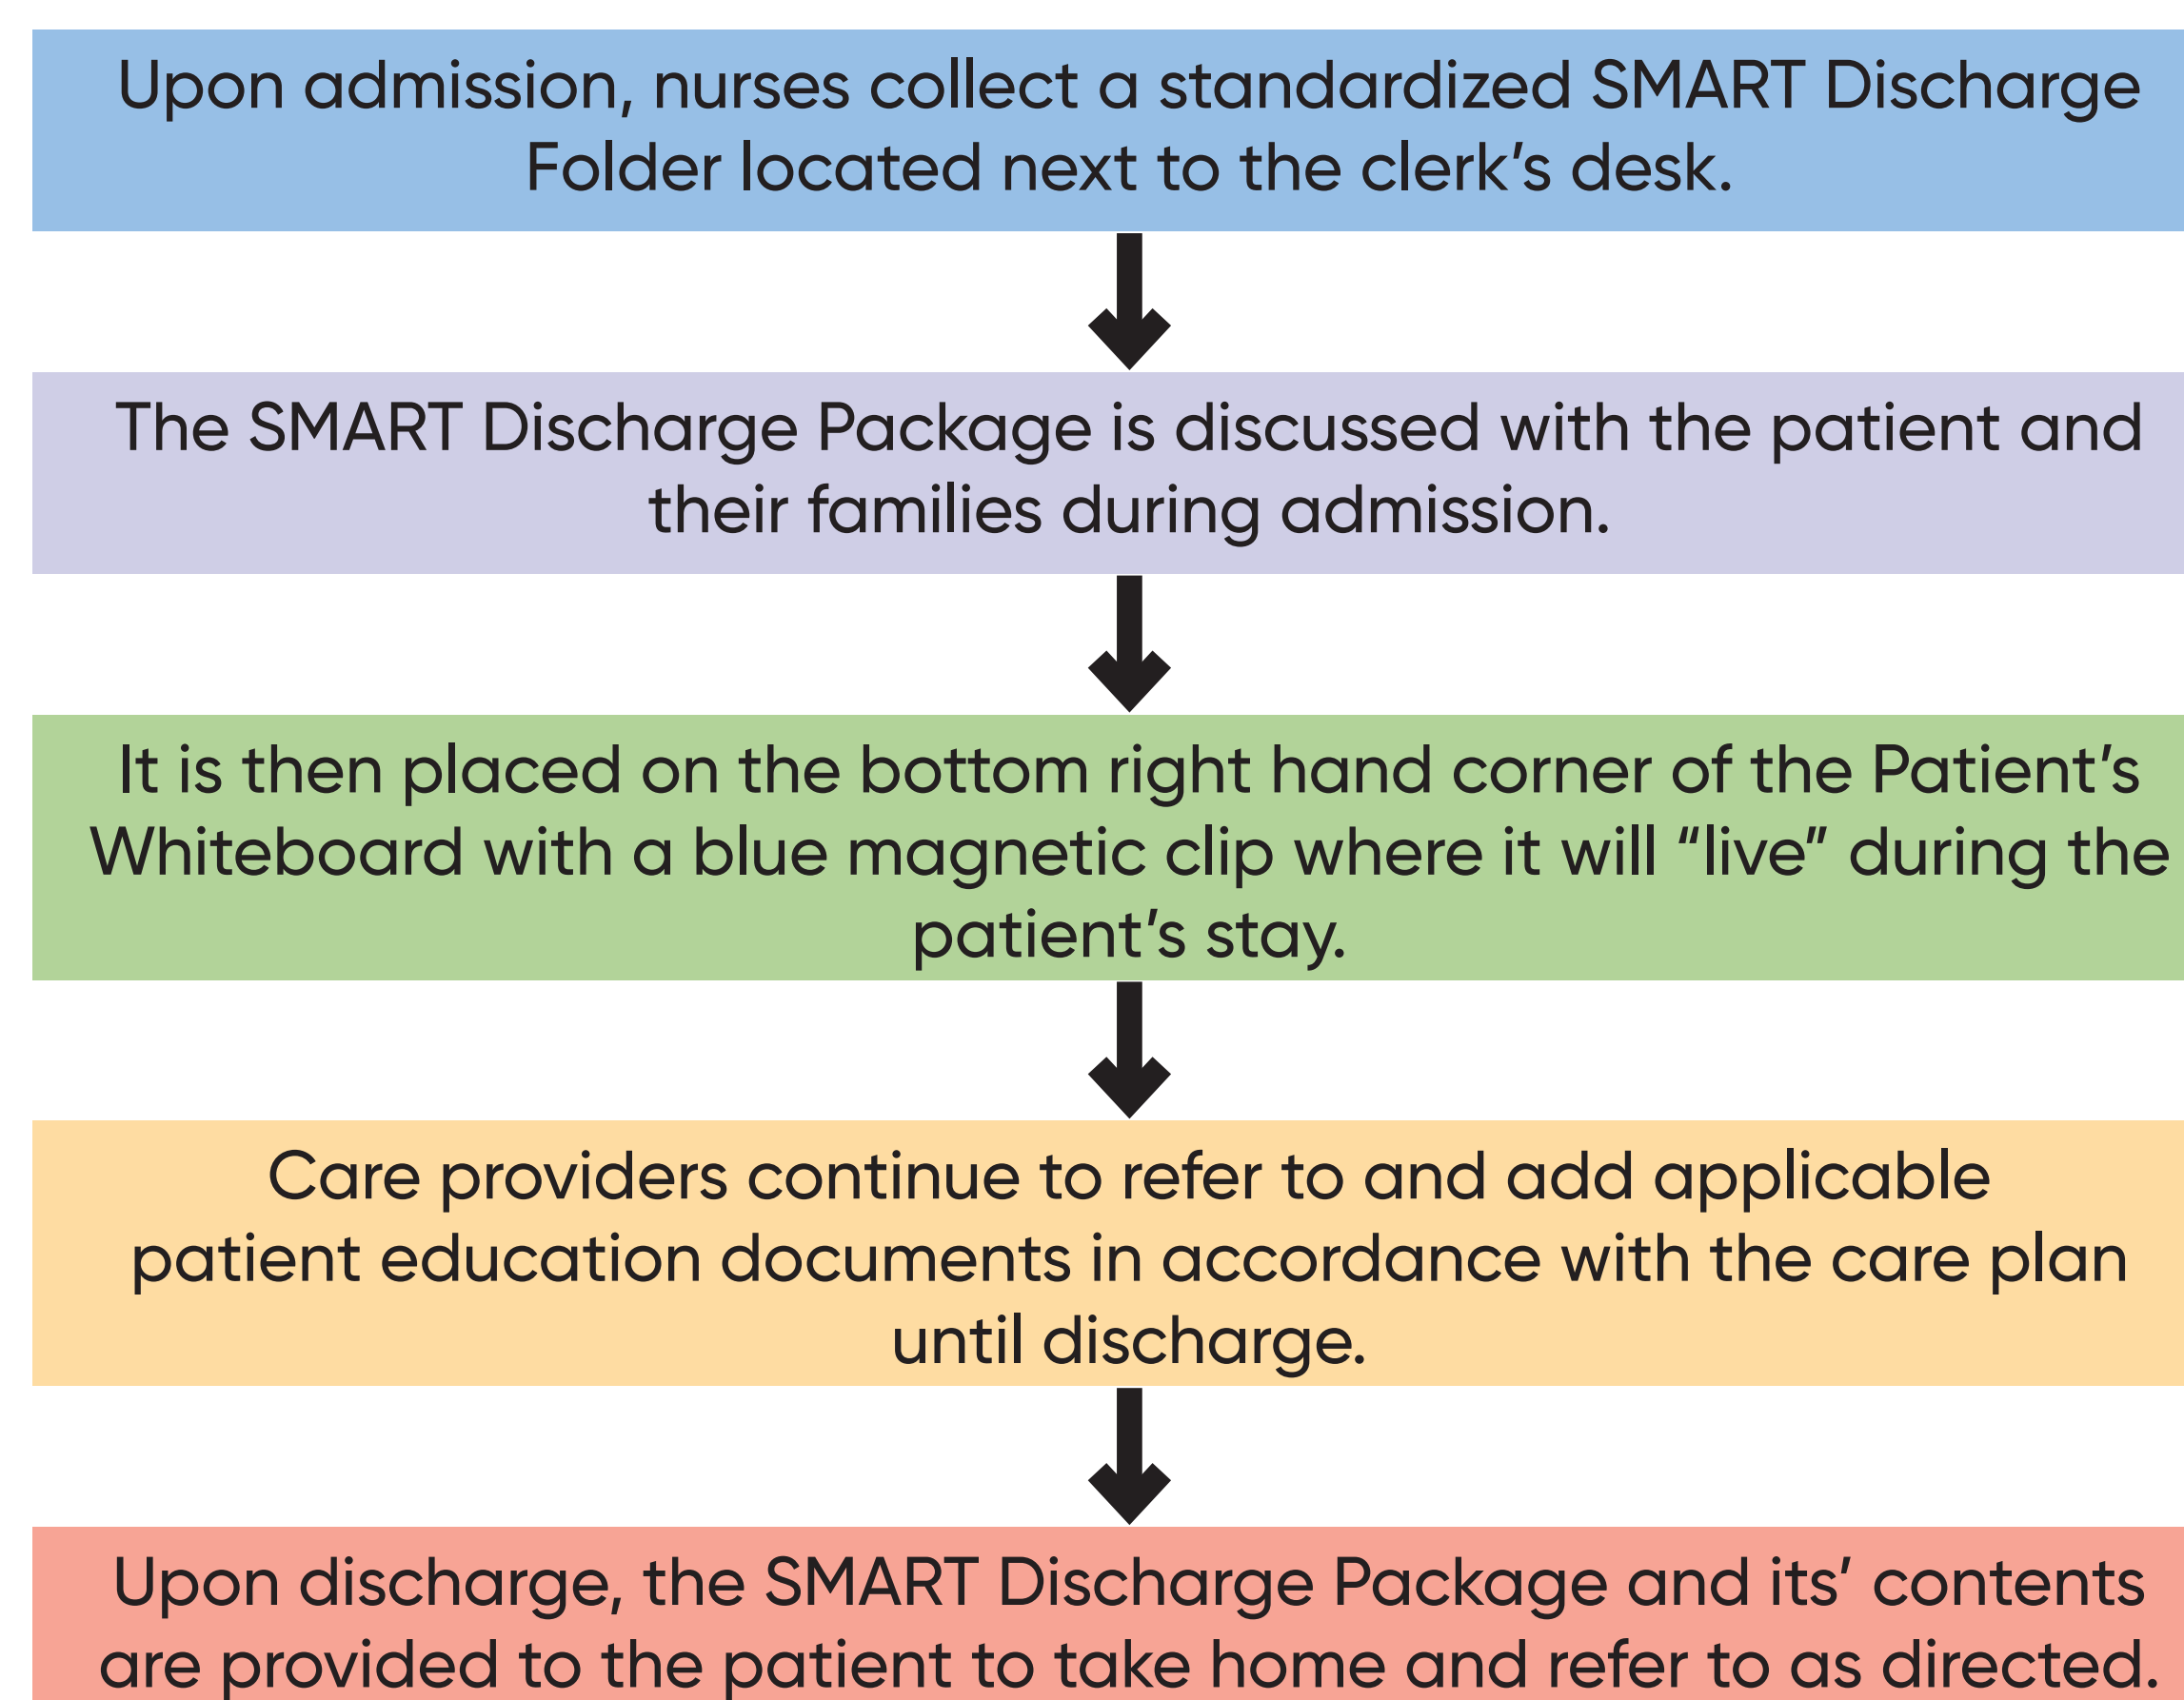 Upon admission, nurses collect a standardized SMART Discharge
Folder located next to the clerk’s desk.
The SMART Discharge Package is discussed with the patient and
their families during admission.
It is then placed on the bottom right hand corner of the Patient’s
Whiteboard with a blue magnetic clip where it will “live” during the
patient’s stay.
Care providers continue to refer to and add applicable
patient education documents in accordance with the care plan
until discharge.
Upon discharge, the SMART Discharge Package and its’ contents
are provided to the patient to take home and refer to as directed.